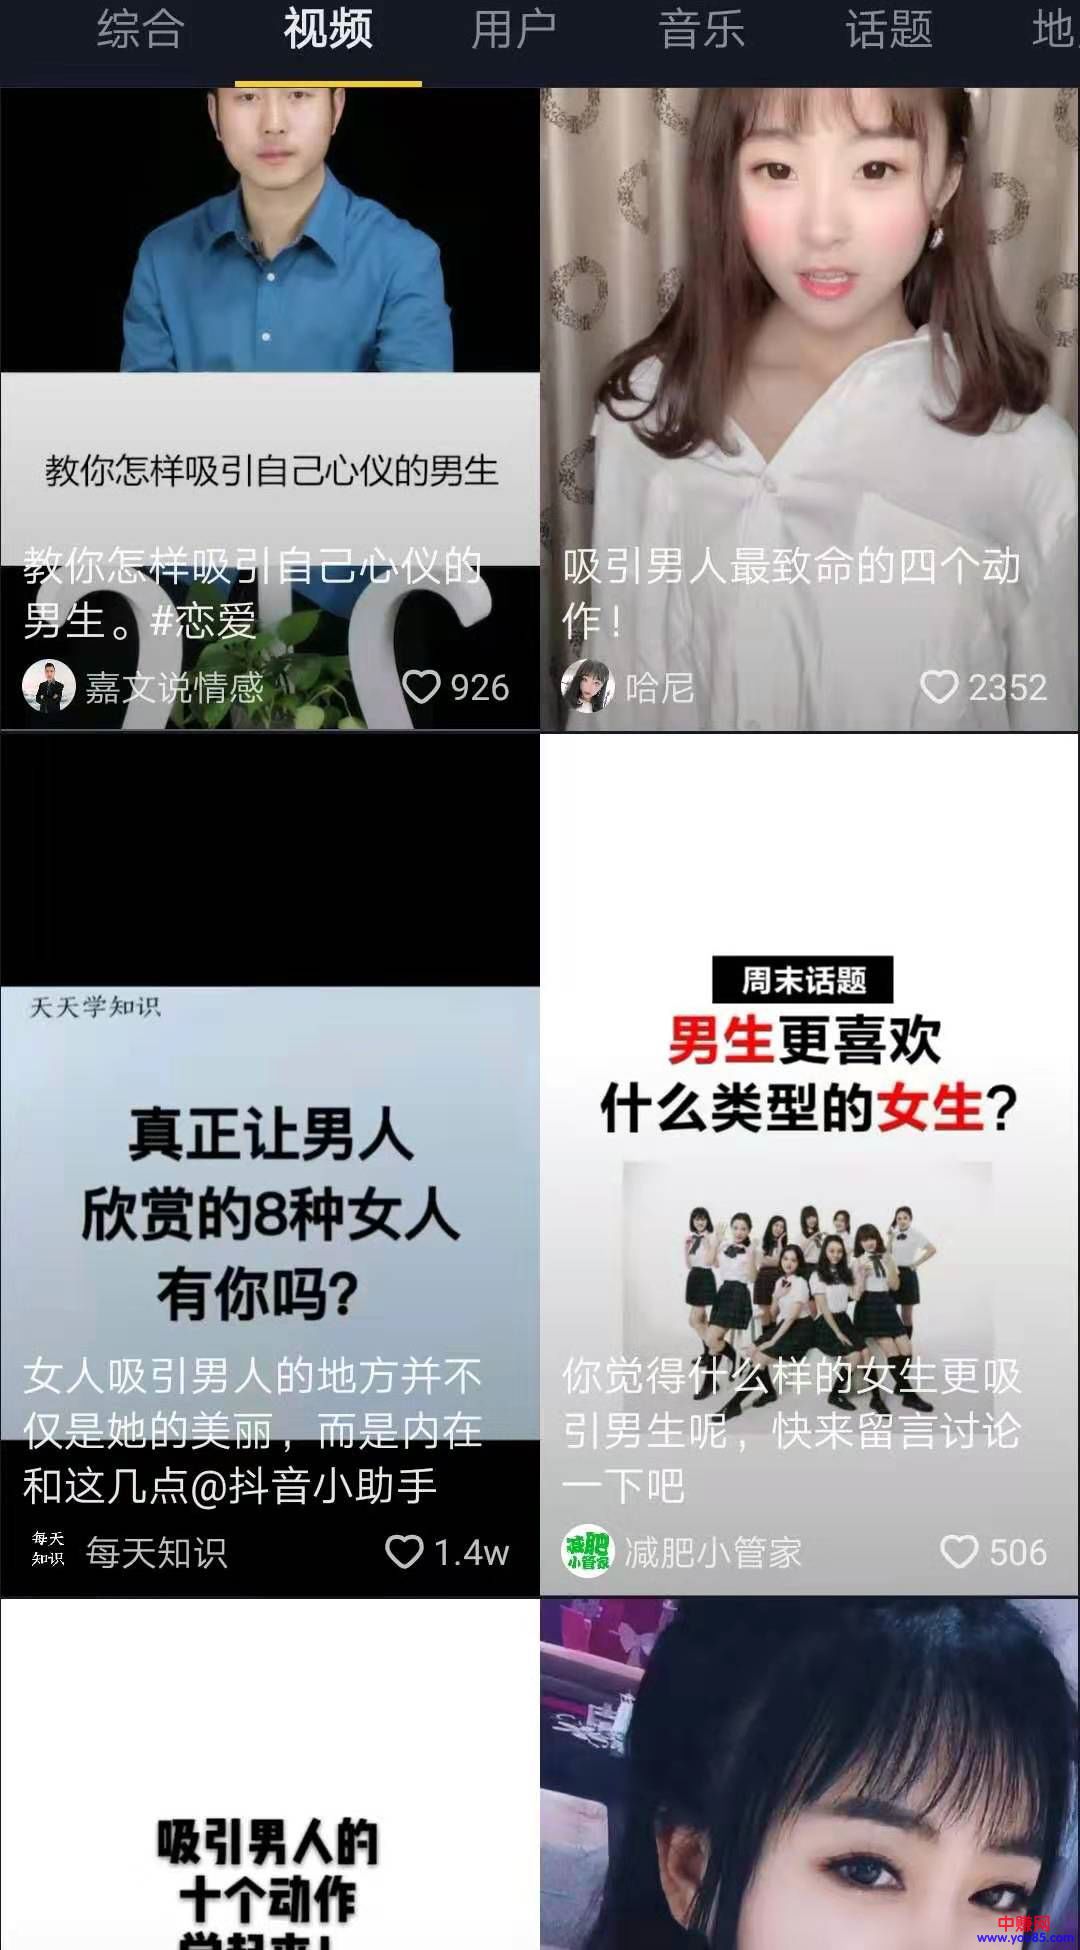 综合 视频 用户 音乐 话题 地
教你怎样吸引自己心仪的男生
教你怎样吸引自己心仪的
男生。#恋爱
嘉文说情感 926
吸引男人最致命的四个动
作！
哈尼 2352
天天学知识
真正让男人
欣赏的8种女人
有你吗？
女人吸引男人的地方并不
仅是她的美丽，而是内在
和这几点@抖音小助手
每天
知识
每天知识 1.4w
周末话题
男生更喜欢
什么类型的女生？
你觉得什么样的女生更吸
引男生呢，快来留言讨论
一下吧
减肥
小管家
减肥小管家 506
吸引男人的
十个动作
学起来！
中赚网
www.yop85.com